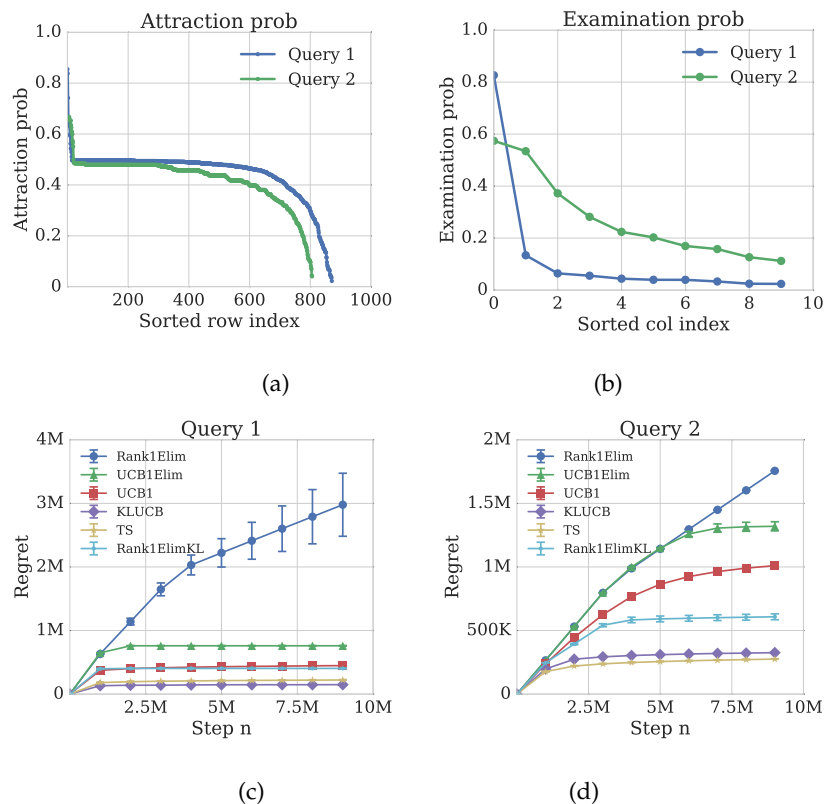 Attraction prob
1.0
0.8
0.6
0.4
0.2
0
Attraction prob
Query 1
Query 2
200
400
600
800
1000
Sorted row index
(a)
Examination prob
1.0
0.8
0.6
0.4
0.2
0
Examination prob
Query 1
Query 2
0
2
4
6
8
10
Sorted col index
(b)
Query 1
4M
3M
2M
1M
0
Regret
Rank1Elim
UCB1Elim
UCB1
KLUCB
TS
Rank1ElimKL
2.5M
5M
7.5M
10M
Step n
(c)
Query 2
2M
1.5M
1M
500K
0
Regret
Rank1Elim
UCB1Elim
UCB1
KLUCB
TS
Rank1ElimKL
2.5M
5M
7.5M
10M
Step n
(d)